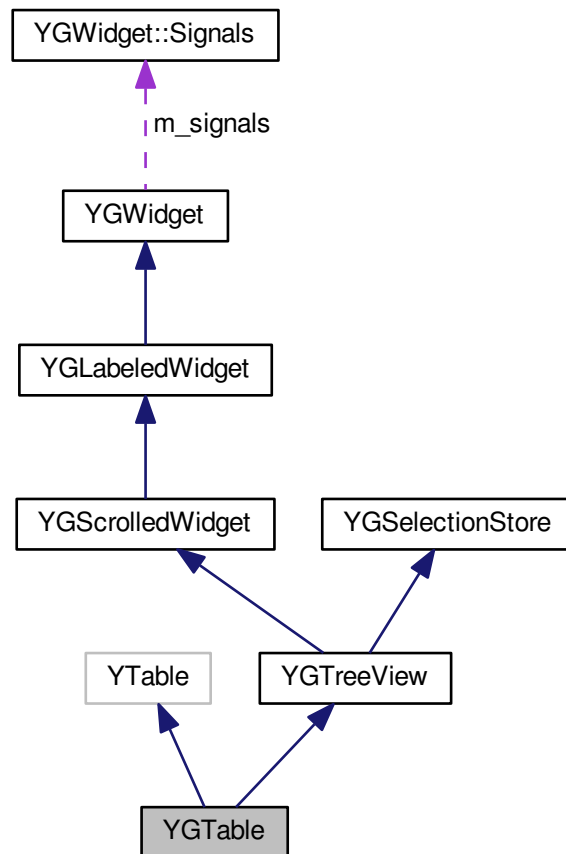 YGWidget::Signals
m_signals
YGWidget
YGLabeledWidget
YGScrolledWidget
YGSelectionStore
YTable
YGTreeView
YGTable